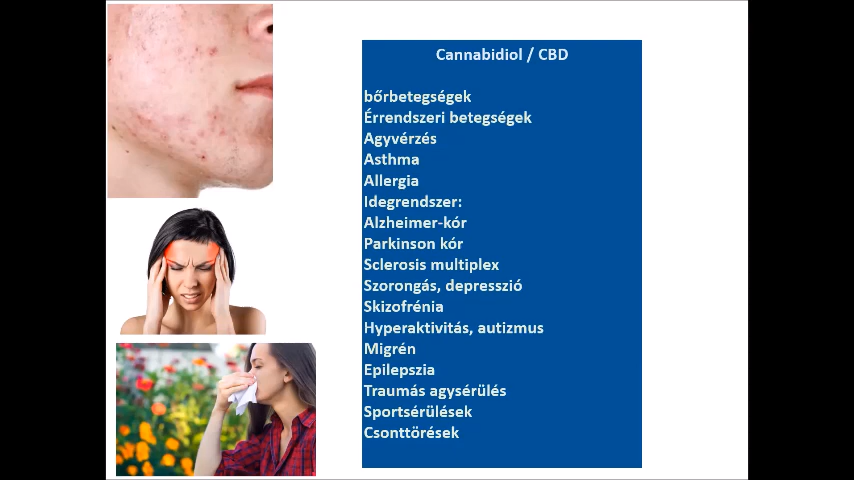 Cannabidiol / CBD
bőrbetegségek
Érrendszeri betegségek
Agyvérzés
Asthma
Allergia
Idegrendszer:
Alzheimer-kór
Parkinson kór
Sclerosis multiplex
Szorongás, depresszió
Skizofrénia
Hyperaktivitás, autizmus
Migrén
Epilepszia
Traumás agysérülés
Sportsérülések
Csonttörések